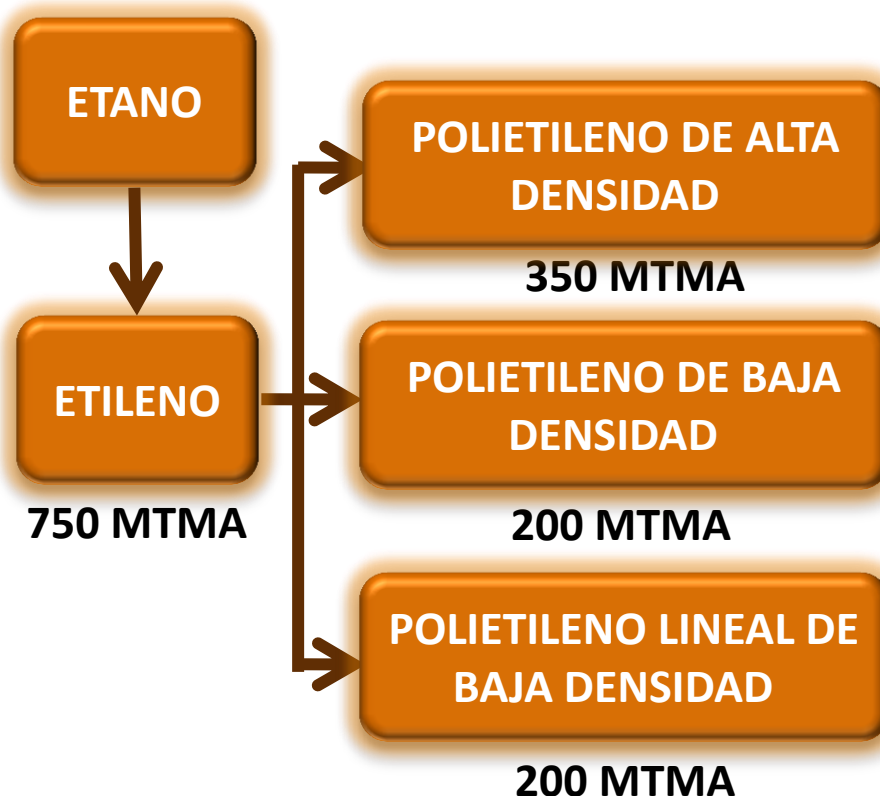 ETANO
POLIETILENO DE ALTA
DENSIDAD
350 MTMA
ETILENO
750 MTMA
POLIETILENO DE BAJA
DENSIDAD
200 MTMA
POLIETILENO LINEAL DE
BAJA DENSIDAD
200 MTMA